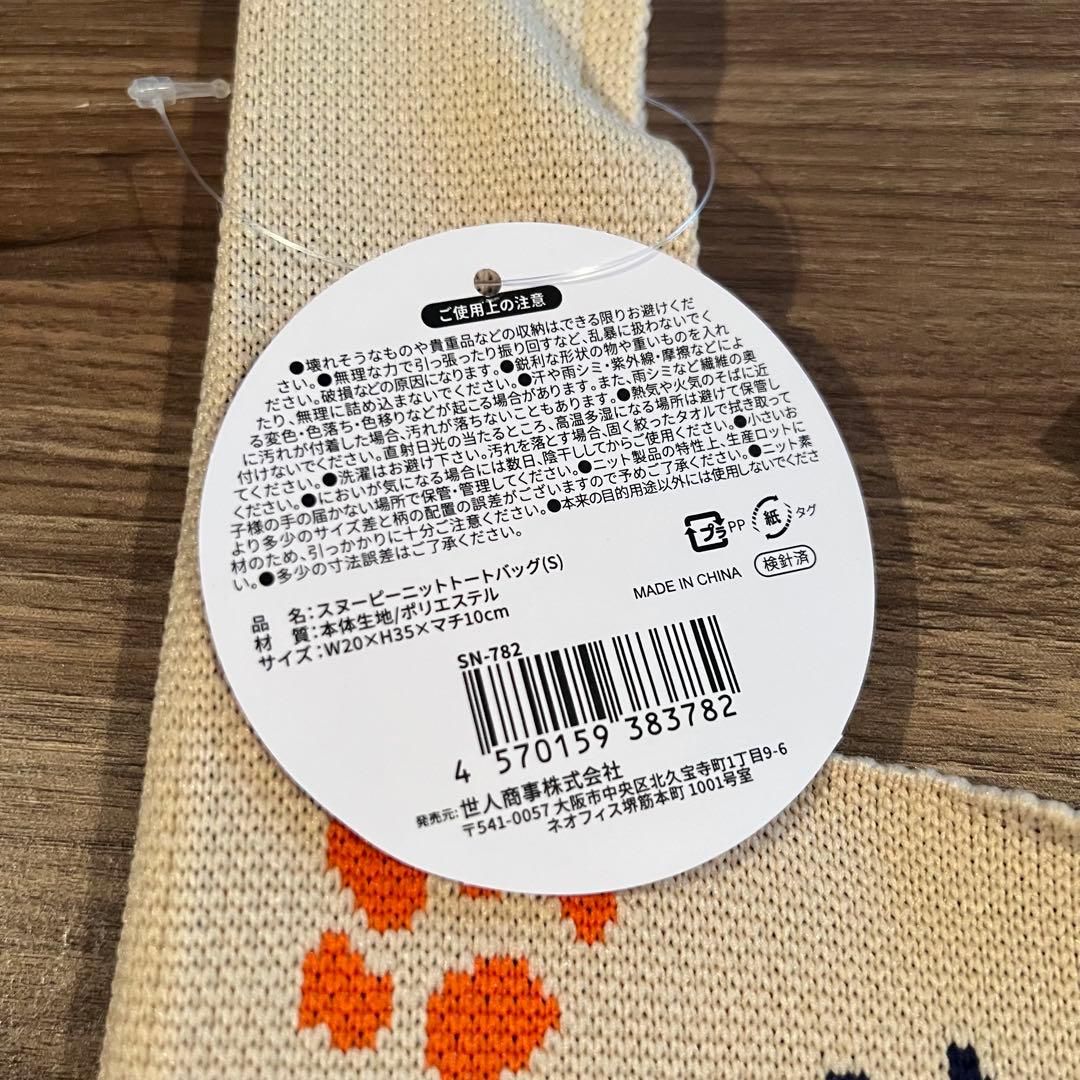 ご使用上の注意
●壊れそうなものや貴重品などの収納は、できる限りお避けくだ
さい。●無理な力で引っ張ったり振り回すなど、乱暴に扱わないでく
ださい。破損などの原因になります。●鋭利な形状の物や重いものを入れ
たり、無理に詰め込まないでください。●汗や雨シミ・紫外線・摩擦などによ
る変色・色落ち・色移りなどが起こる場合があります。また、雨シミなど繊維の奥
に汚れが付着した場合、汚れが落ちないこともあります。●熱気や火気のそばに近
付けないでください。直射日光の当たるところ、高温多湿になる場所は避けて保管し
てください。●洗濯はお避け下さい。汚れを落とす場合、固く絞ったタオルで拭き取って
ください。●においが気になる場合には数日、陰干ししてからご使用ください。●小さいお
子様の手の届かない場所で保管・管理してください。●ニット製品の特性上、生産ロットに
より多少のサイズ差と柄の配置の誤差がございますので予めご了承ください。●ニット素
材のため、引っかかりに十分ご注意ください。●本来の目的用途以外には使用しないでくださ
い。●多少の寸法誤差はご了承ください。
プラ PP 紙 タグ
品 名:スヌーピーニットトートバッグ(S)
材 質:本体生地/ポリエステル
サイズ:W20×H35×マチ10cm
MADE IN CHINA 検針済
SN-782
4 570159 383782
発売元:世人商事株式会社
〒541-0057 大阪市中央区北久宝寺町1丁目9-6
ネオフィス堺筋本町 1001号室